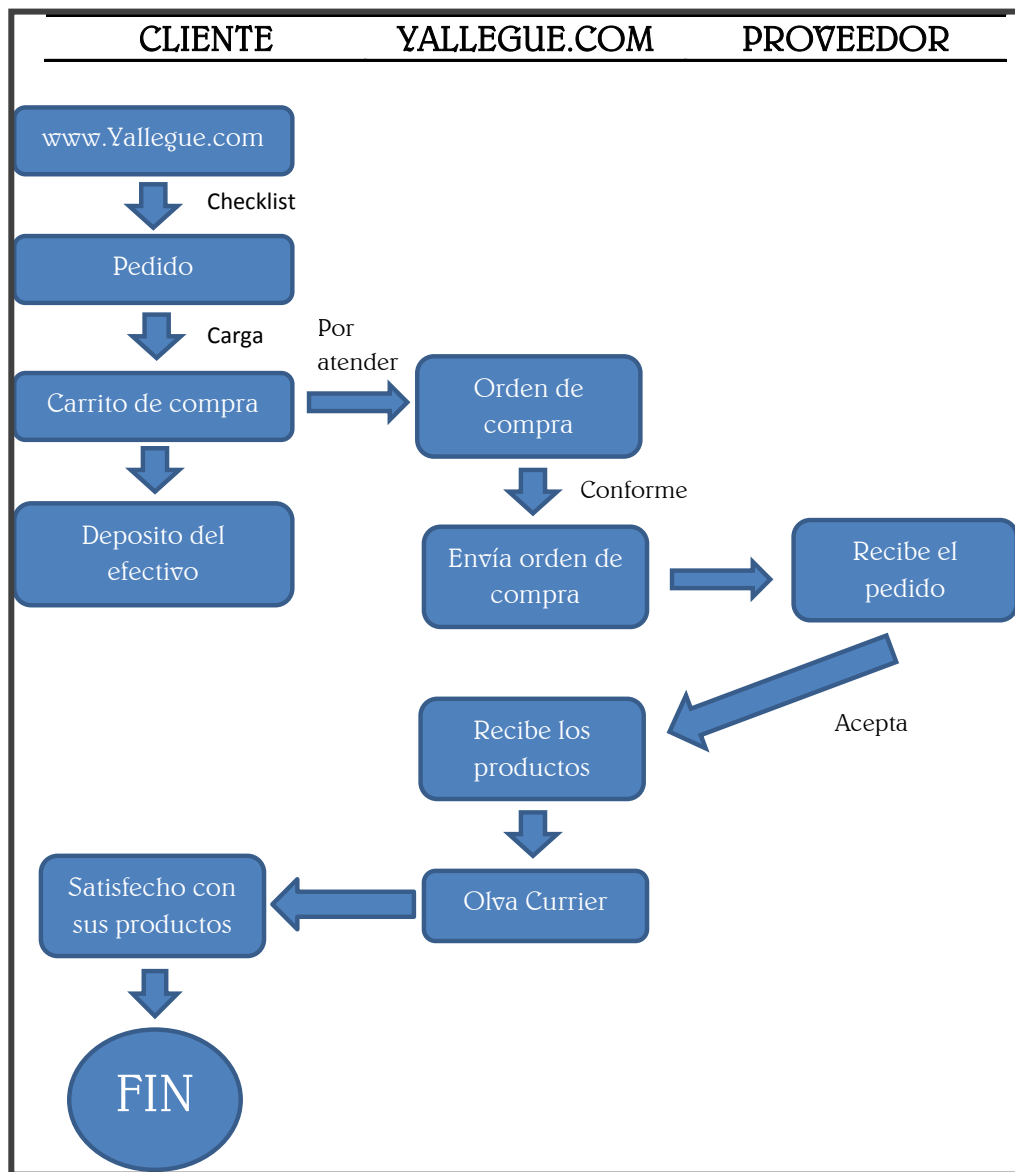 CLIENTE YALLEGUE.COM PROVEEDOR
www.Yallegue.com
Checklist
Pedido
Carga
Por
atender
Carrito de compra
Orden de
compra
Conforme
Deposito del
efectivo
Envía orden de
compra
Recibe el
pedido
Acepta
Recibe los
productos
Olva Currier
Satisfecho con
sus productos
FIN